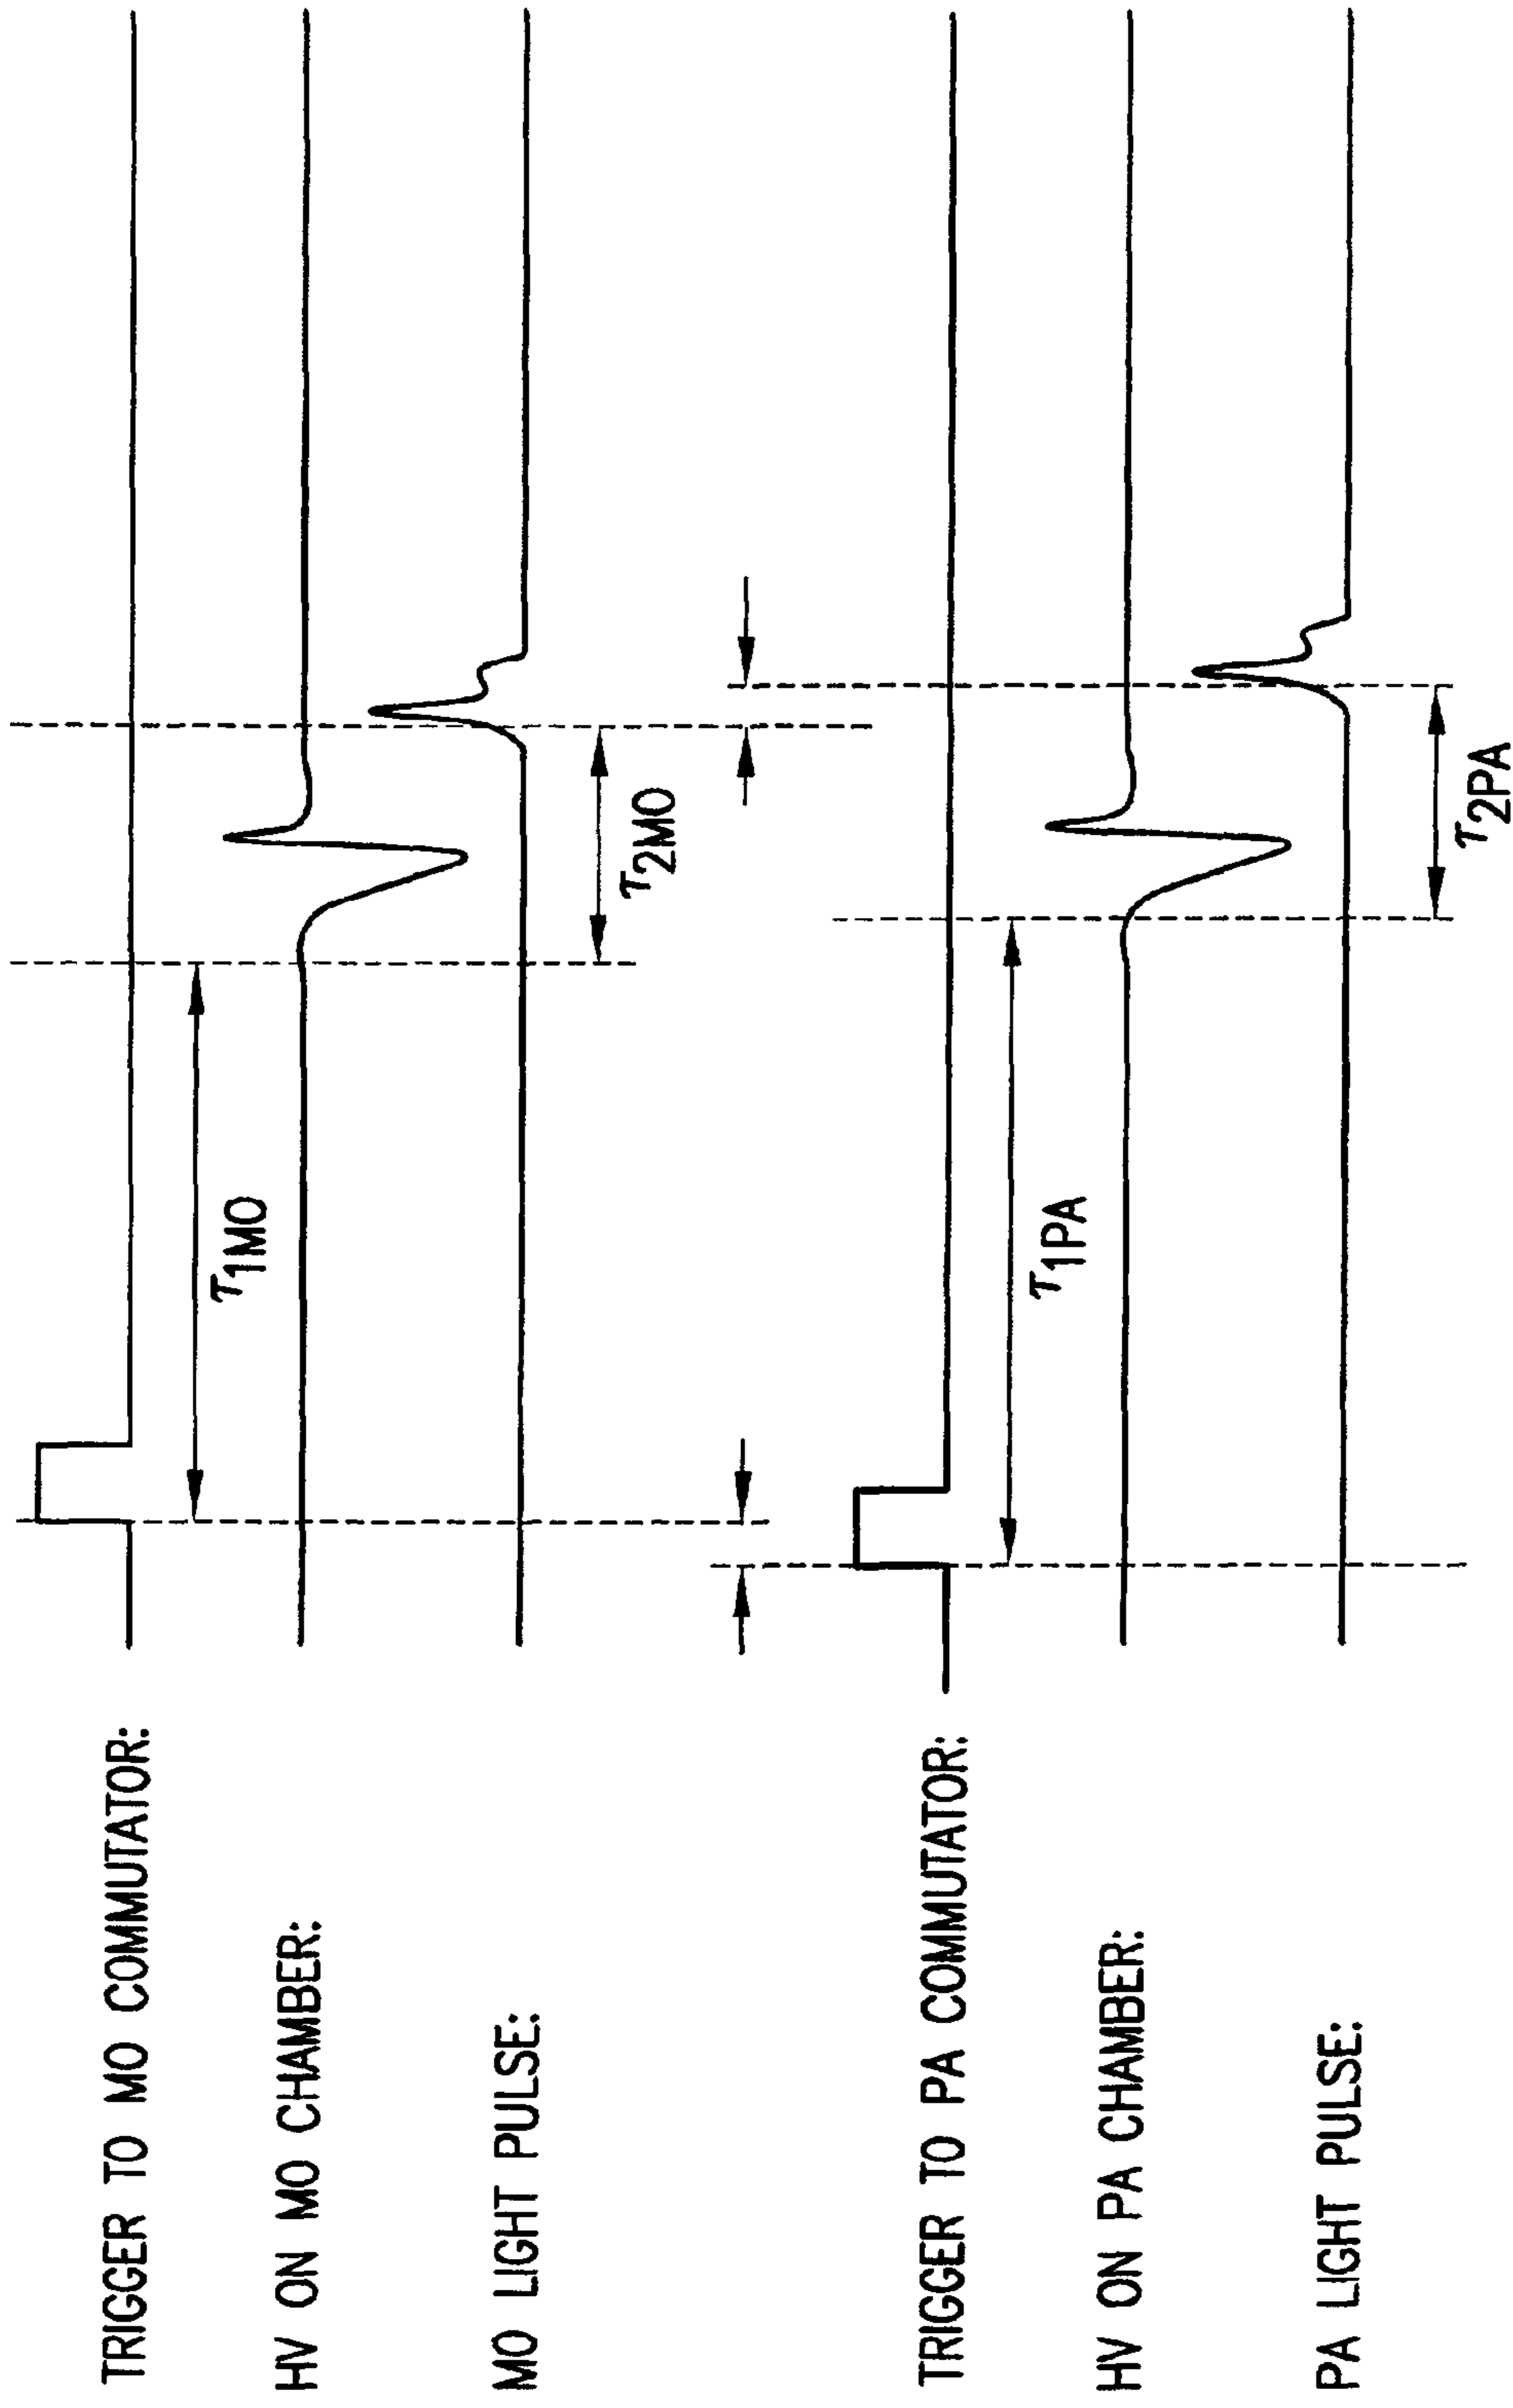 TRIGGER TO MO COMMUTATOR:
τ1MO
HV ON MO CHAMBER:
MO LIGHT PULSE:
τ2MO
TRIGGER TO PA COMMUTATOR:
τ1PA
HV ON PA CHAMBER:
PA LIGHT PULSE:
τ2PA